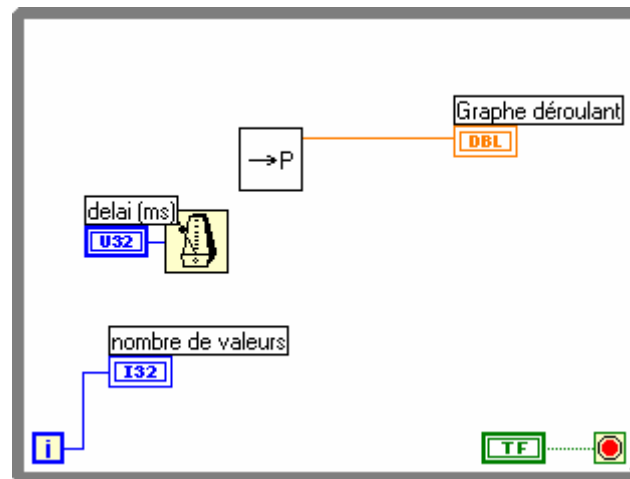 Graphe déroulant
DBL
→P
delai (ms)
U32
nombre de valeurs
I32
i
TF